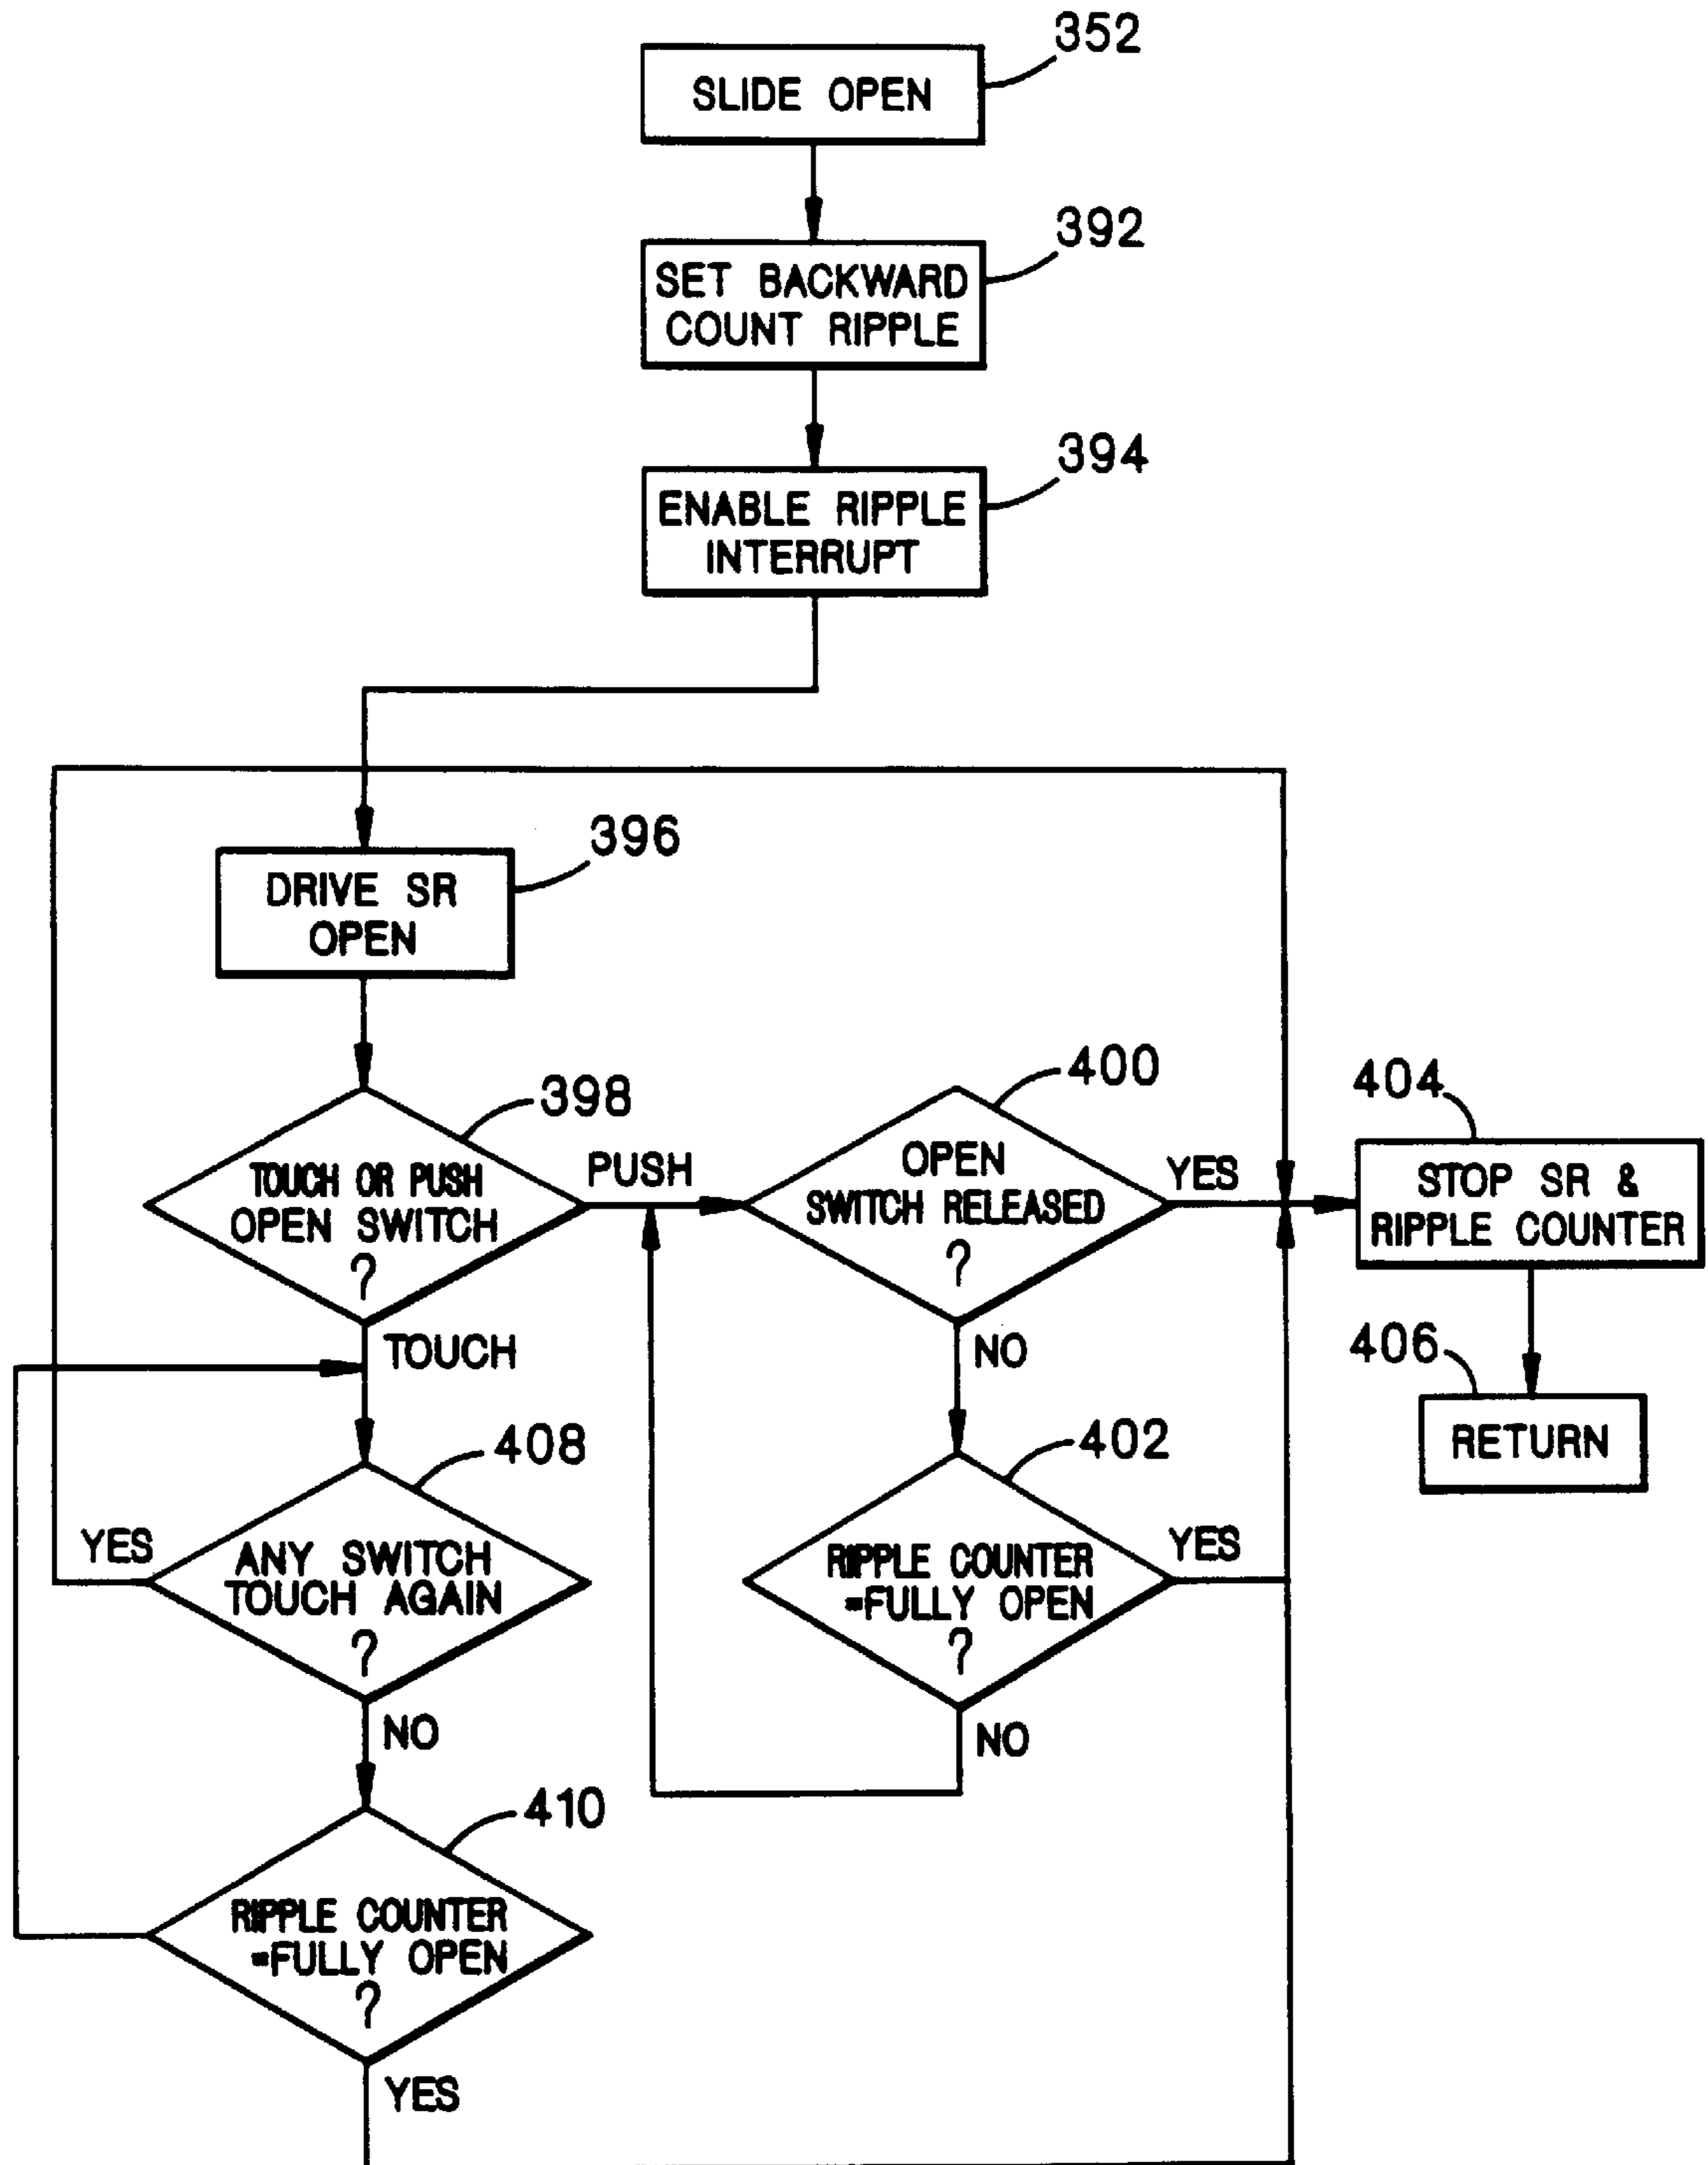 352
SLIDE OPEN
392
SET BACKWARD
COUNT RIPPLE
394
ENABLE RIPPLE
INTERRUPT
396
DRIVE SR
OPEN
398
TOUCH OR PUSH
OPEN SWITCH
?
PUSH
TOUCH
400
OPEN
SWITCH RELEASED
?
YES
NO
404
STOP SR &
RIPPLE COUNTER
406
RETURN
402
RIPPLE COUNTER
=FULLY OPEN
?
YES
NO
408
YES
ANY SWITCH
TOUCH AGAIN
?
NO
410
RIPPLE COUNTER
=FULLY OPEN
?
YES